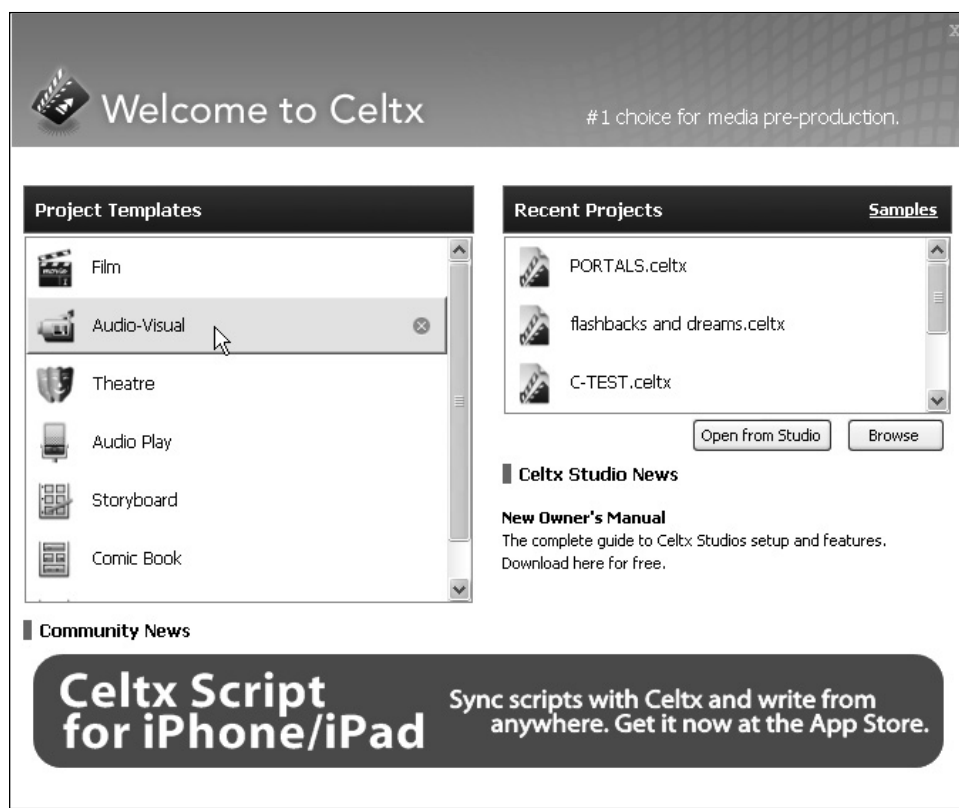 X
Welcome to Celtx
#1 choice for media pre-production.
Project Templates
Film
Audio-Visual
Theatre
Audio Play
Storyboard
Comic Book
Recent Projects
Samples
PORTALS.celtx
flashbacks and dreams.celtx
C-TEST.celtx
Open from Studio
Browse
Celtx Studio News
New Owner's Manual
The complete guide to Celtx Studios setup and features.
Download here for free.
Community News
Celtx Script
for iPhone/iPad
Sync scripts with Celtx and write from
anywhere. Get it now at the App Store.